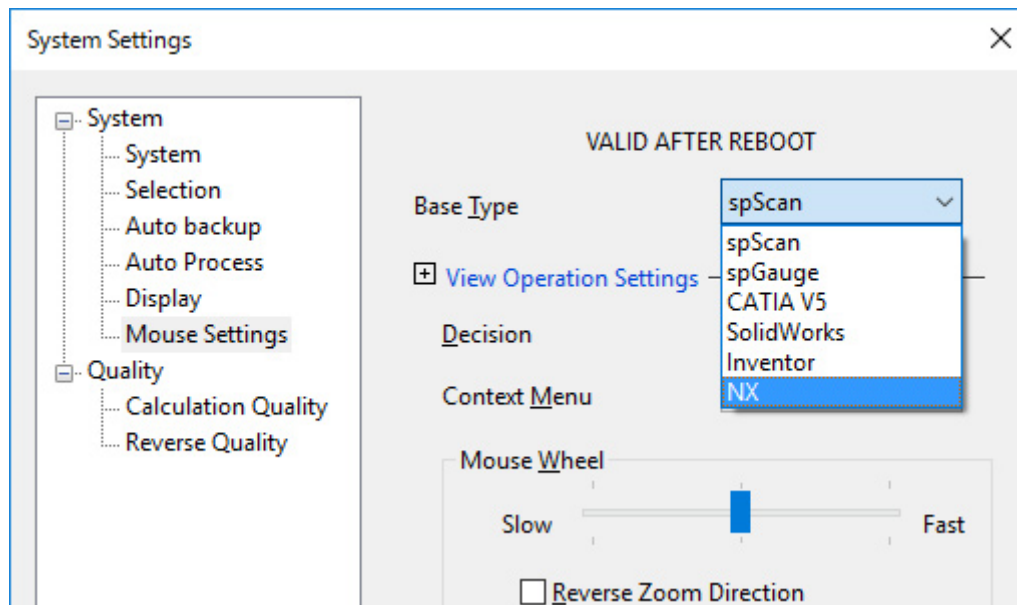 System Settings
System
System
Selection
Auto backup
Auto Process
Display
Mouse Settings
Quality
Calculation Quality
Reverse Quality
VALID AFTER REBOOT
Base Type
spScan
spScan
spGauge
CATIA V5
SolidWorks
Inventor
NX
View Operation Settings
Decision
Context Menu
Mouse Wheel
Slow
Fast
Reverse Zoom Direction